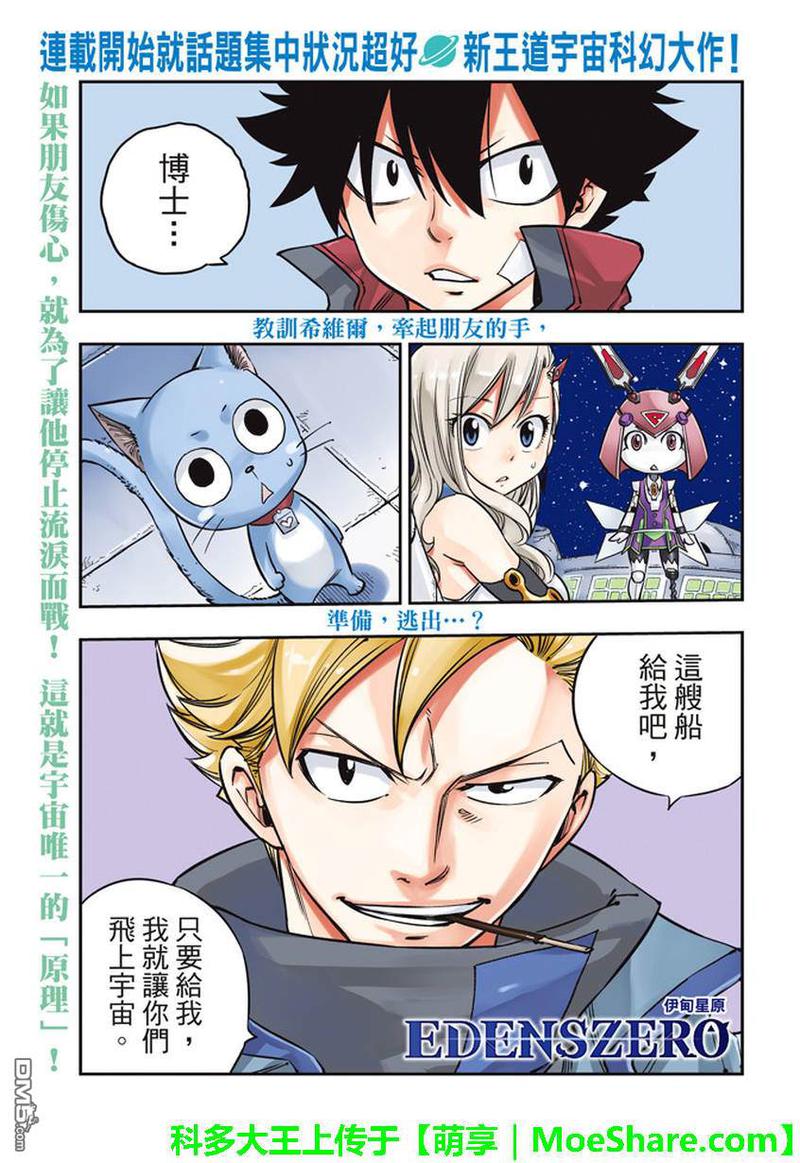 連載開始就話題集中狀況超好 新王道宇宙科幻大作！
如果朋友傷心，就為了讓他停止流淚而戰！ 這就是宇宙唯一的「原理」！
博士…
教訓希維爾，牽起朋友的手，
準備，逃出…？
這艘船
給我吧，
只要給我，
我就讓你們
飛上宇宙。
伊甸星原
EDENSZERO
DM5.com
科多大王上传于【萌享｜MoeShare.com】